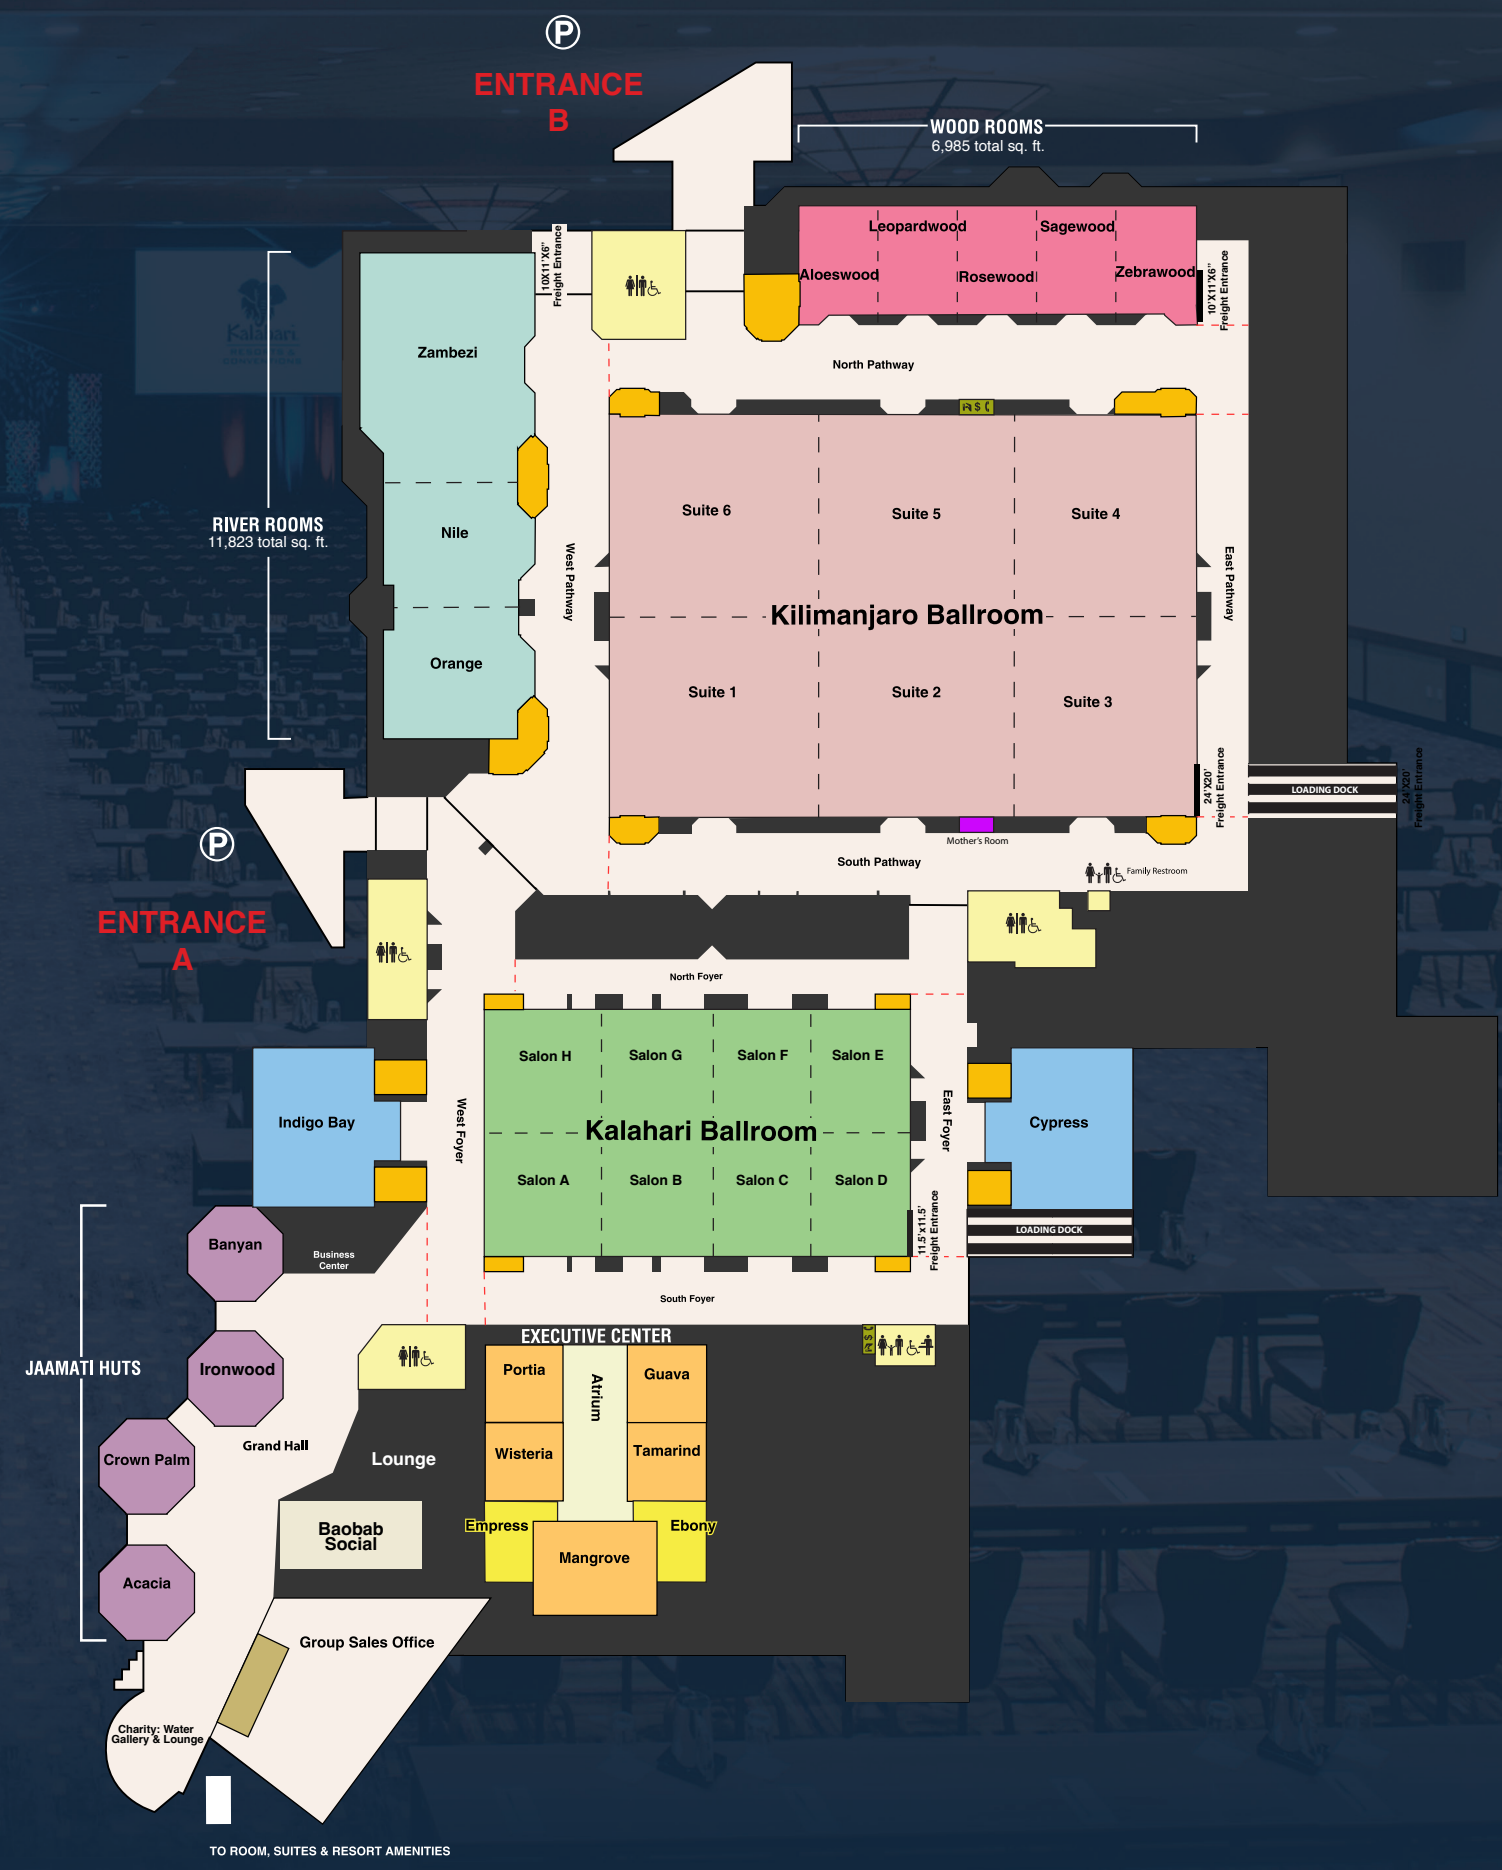 P
ENTRANCE
B
WOOD ROOMS
6,985 total sq. ft.
Leopardwood
Sagewood
Aloeswood
Rosewood
Zebrawood
10X11'X6"
Freight Entrance
10'X11'X6"
Freight Entrance
Kalahari
RESORTS &
CONVENTIONS
Zambezi
North Pathway
$
RIVER ROOMS
11,823 total sq. ft.
Nile
Orange
West Pathway
Suite 6
Suite 5
Suite 4
East Pathway
Kilimanjaro Ballroom
Suite 1
Suite 2
Suite 3
24'X20'
Freight Entrance
LOADING DOCK
24'X20'
Freight Entrance
Mother's Room
South Pathway
Family Restroom
P
ENTRANCE
A
North Foyer
Salon H
Salon G
Salon F
Salon E
Kalahari Ballroom
Salon A
Salon B
Salon C
Salon D
West Foyer
East Foyer
Indigo Bay
Cypress
11.5'x11.5'
Freight Entrance
LOADING DOCK
Banyan
Business
Center
South Foyer
JAAMATI HUTS
Ironwood
EXECUTIVE CENTER
$
Portia
Atrium
Guava
Grand Hall
Lounge
Wisteria
Tamarind
Crown Palm
Baobab
Social
Empress
Ebony
Mangrove
Acacia
Group Sales Office
Charity: Water
Gallery & Lounge
TO ROOM, SUITES & RESORT AMENITIES